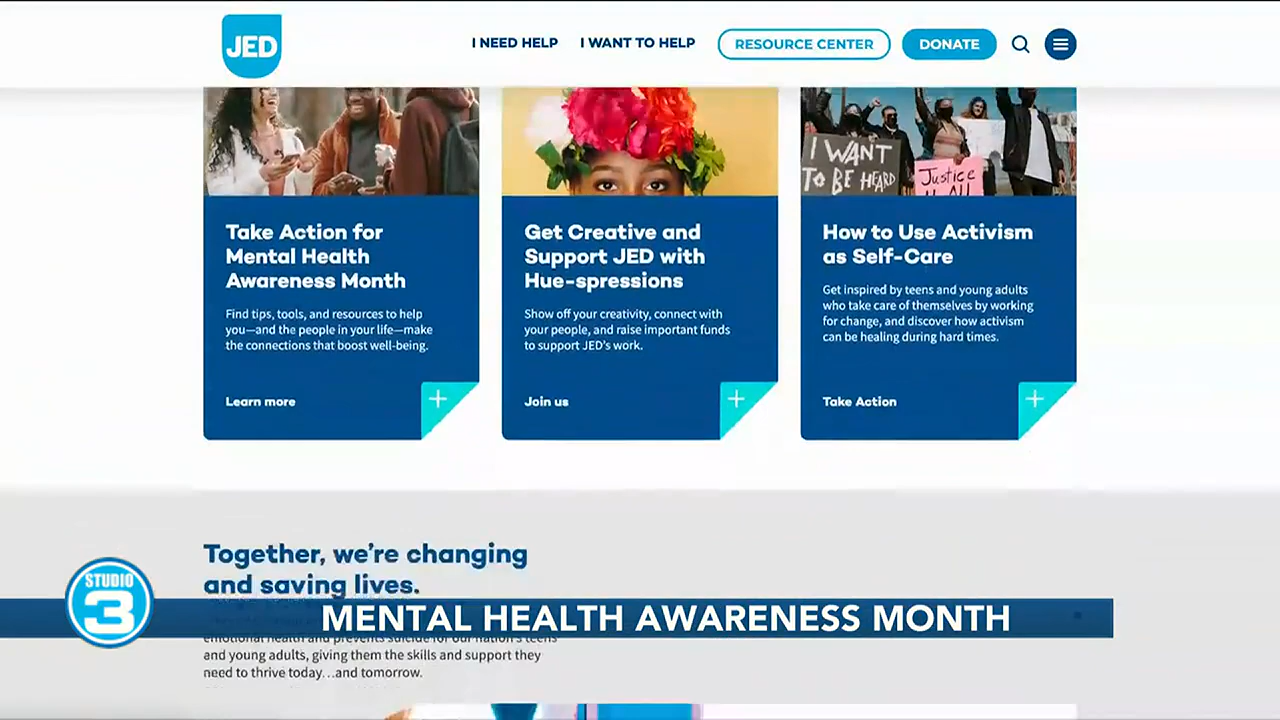 JED
I NEED HELP
I WANT TO HELP
RESOURCE CENTER
DONATE
I WANT
TO BE HEARD
Justice
Take Action for
Mental Health
Awareness Month
Find tips, tools, and resources to help
you—and the people in your life—make
the connections that boost well-being.
Learn more
Get Creative and
Support JED with
Hue-spressions
Show off your creativity, connect with
your people, and raise important funds
to support JED's work.
Join us
How to Use Activism
as Self-Care
Get inspired by teens and young adults
who take care of themselves by working
for change, and discover how activism
can be healing during hard times.
Take Action
Together, we're changing
and saving lives.
STUDIO
3
MENTAL HEALTH AWARENESS MONTH
emotional health and prevents suicide for our nation's teens
and young adults, giving them the skills and support they
need to thrive today...and tomorrow.